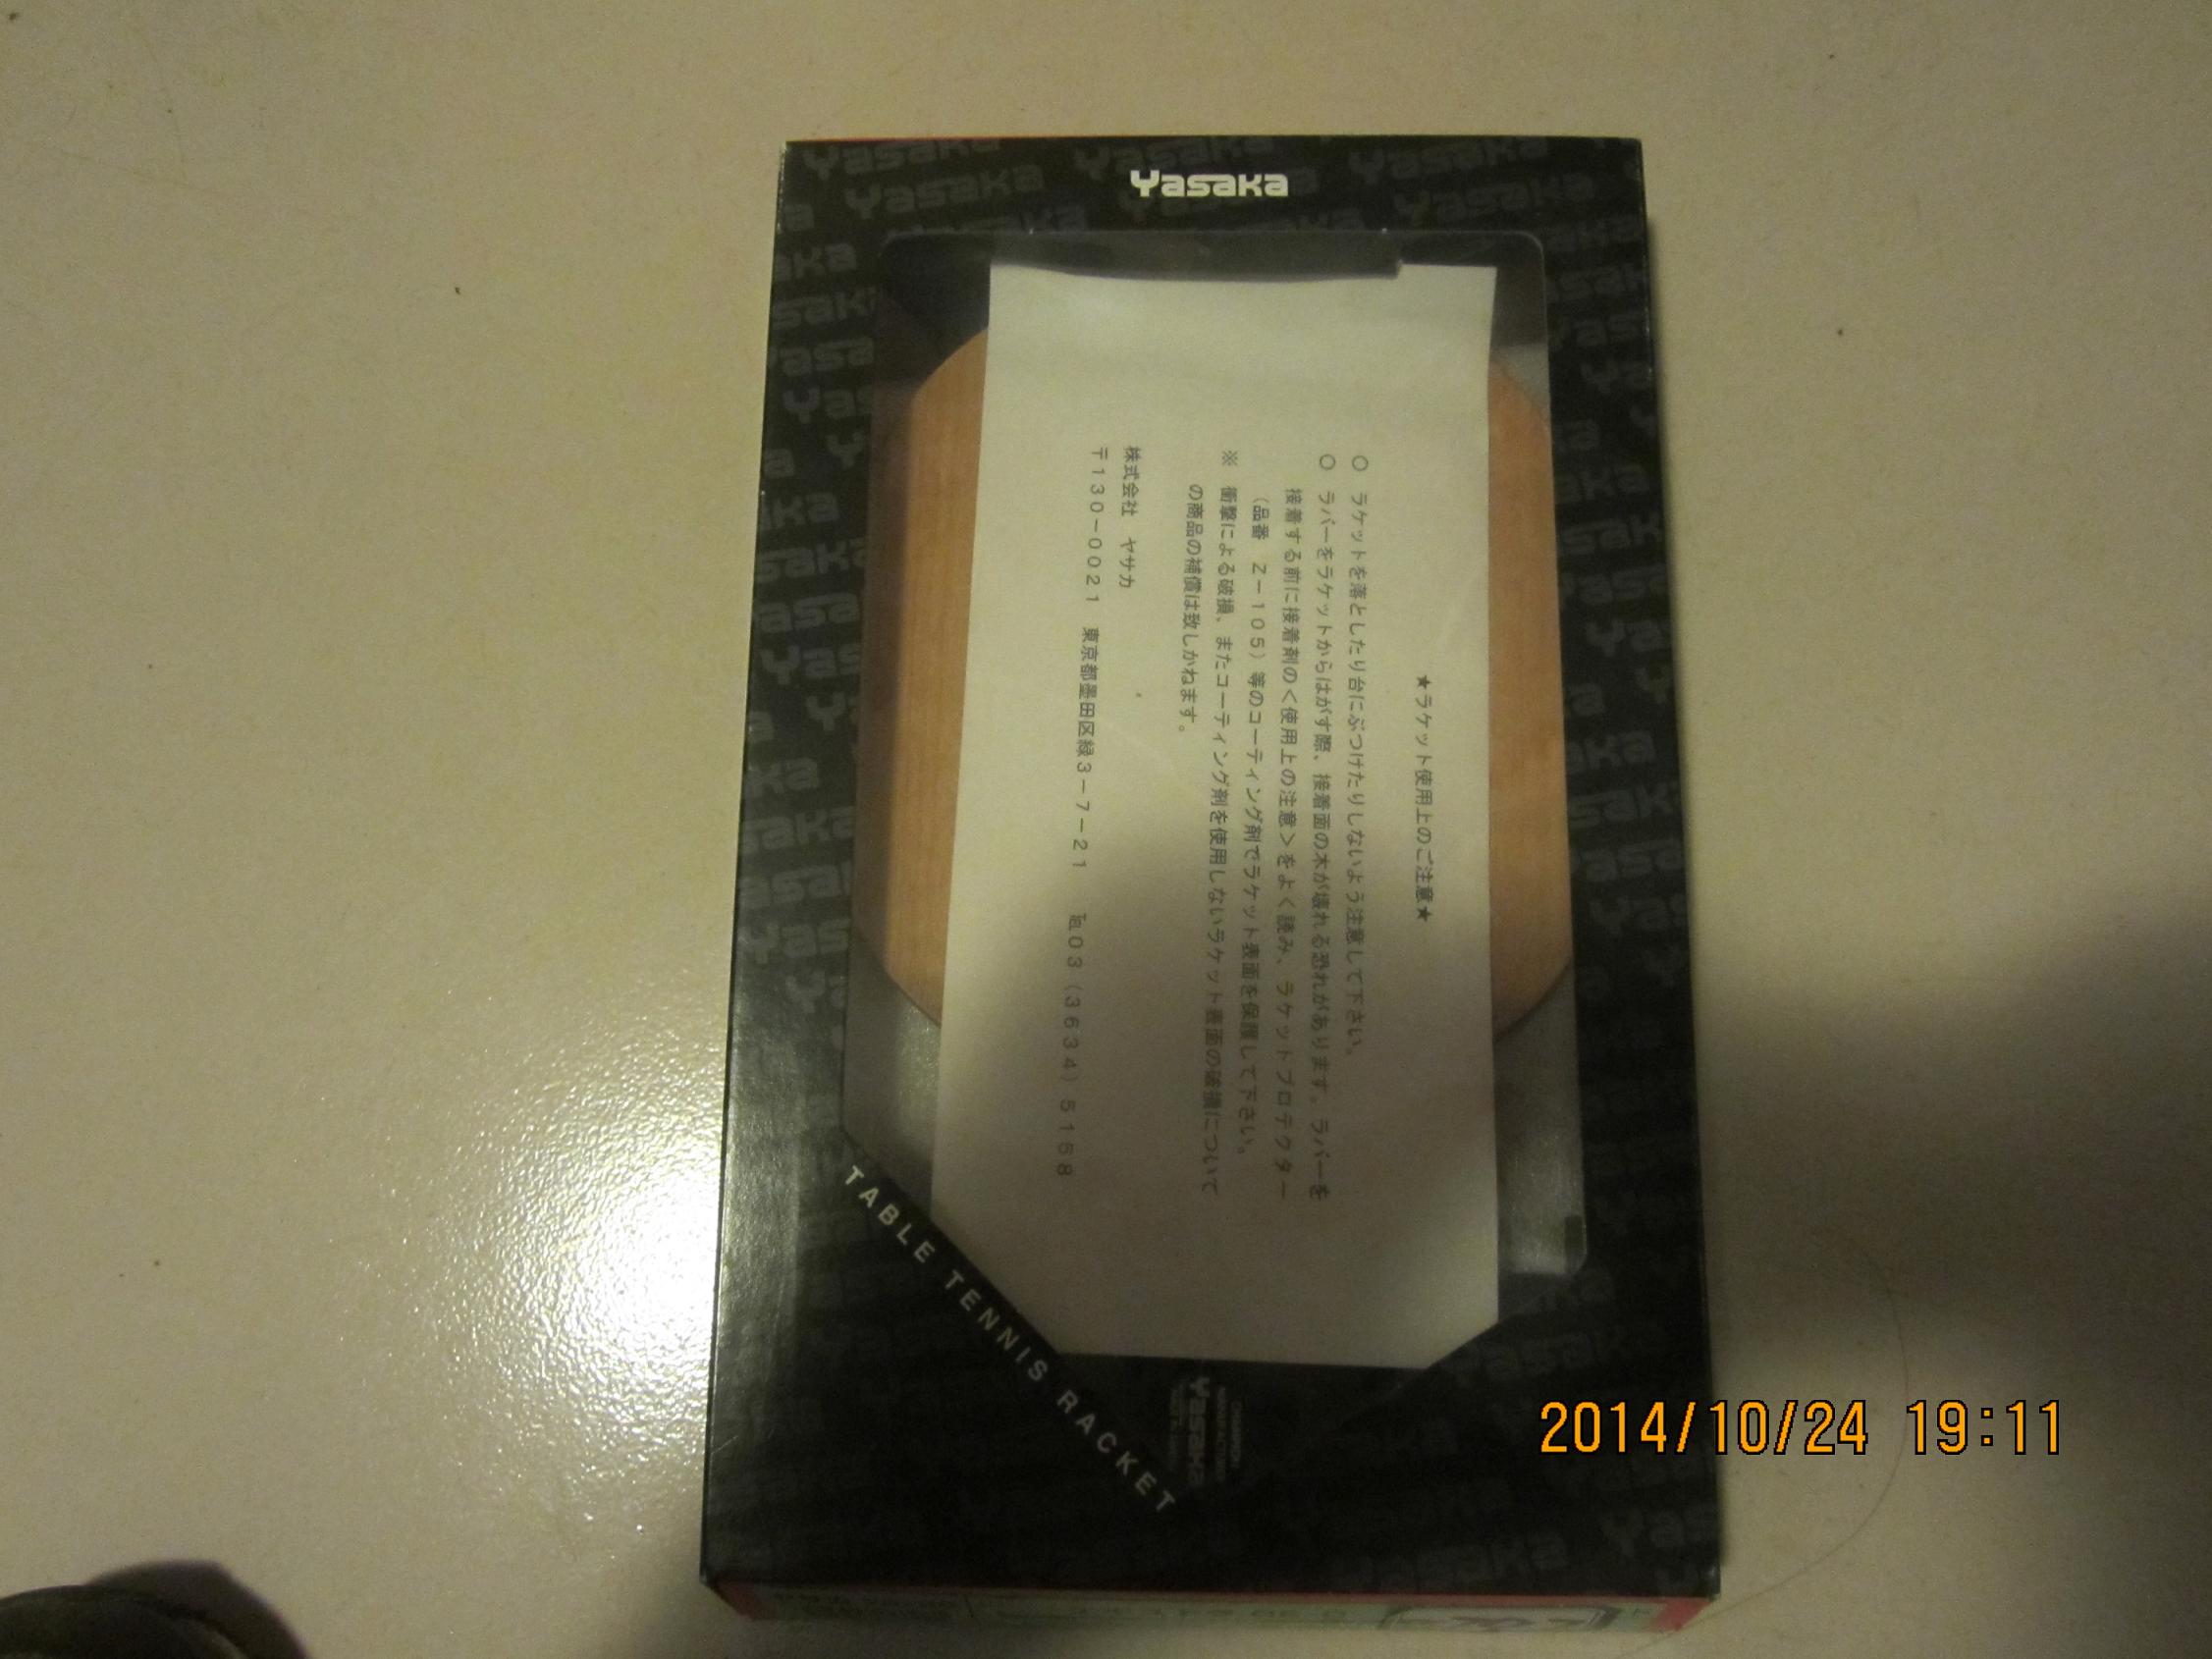 Yasaka
★ラケット使用上のご注意★
○ ラケットを落としたり台にぶつけたりしないよう注意して下さい。
○ ラバーをラケットからはがす際、接着面の木が壊れる恐れがあります。ラバーを
接着する前に接着剤の<使用上の注意>をよく読み、ラケットプロテクター
(品番 Z-105)等のコーティング剤でラケット表面を保護して下さい。
※ 衝撃による破損、またコーティング剤を使用しないラケット表面の破損について
の商品の補償は致しかねます。
株式会社 ヤサカ
〒130-0021 東京都墨田区緑3-7-21 ℡03(3634)5158
TABLE TENNIS RACKET
Yasaka
2014/10/24 19:11